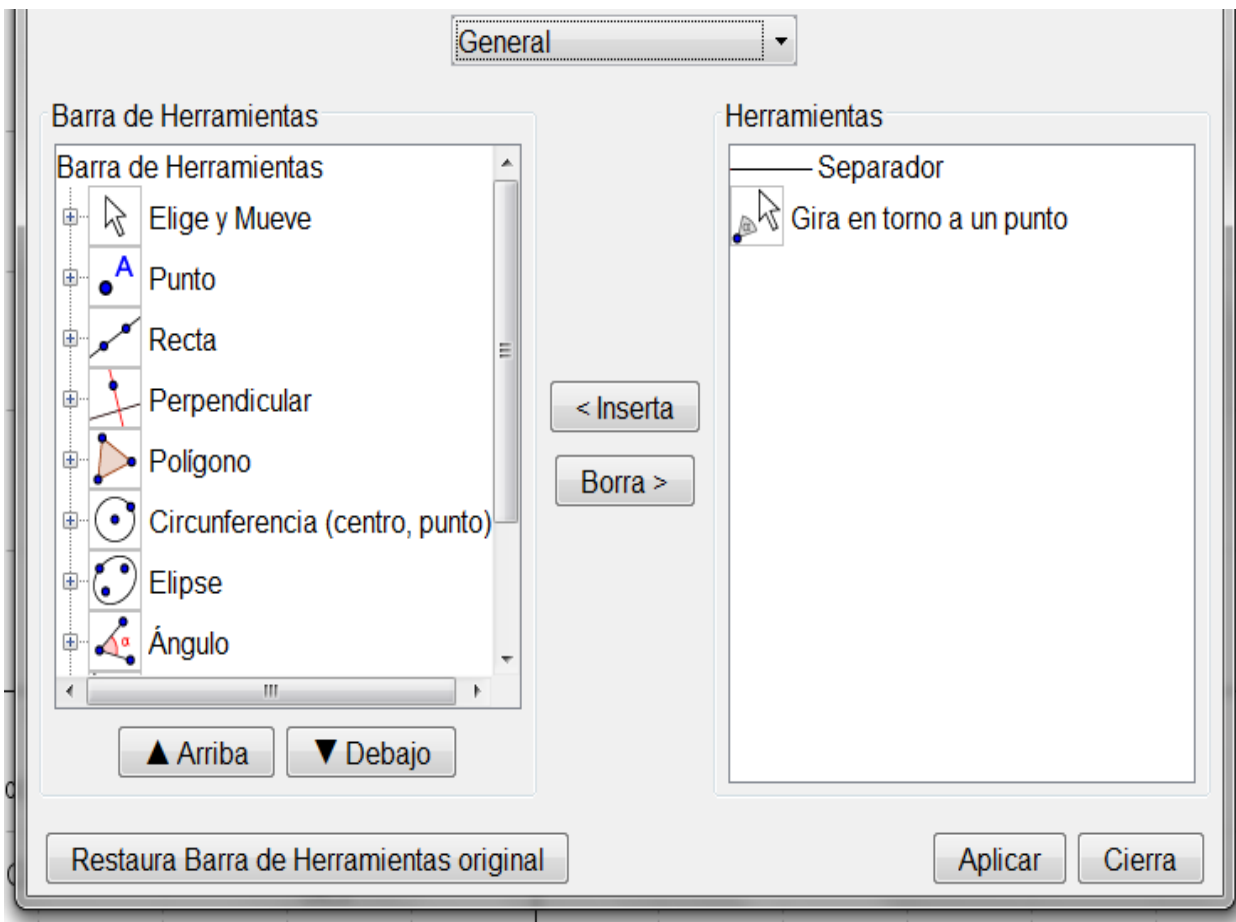 General
Barra de Herramientas
Barra de Herramientas
Elige y Mueve
A
Punto
Recta
Perpendicular
Polígono
Circunferencia (centro, punto)
Elipse
α
Ángulo
▲ Arriba
▼ Debajo
< Inserta
Borra >
Herramientas
Separador
α
Gira en torno a un punto
Restaura Barra de Herramientas original
Aplicar
Cierra